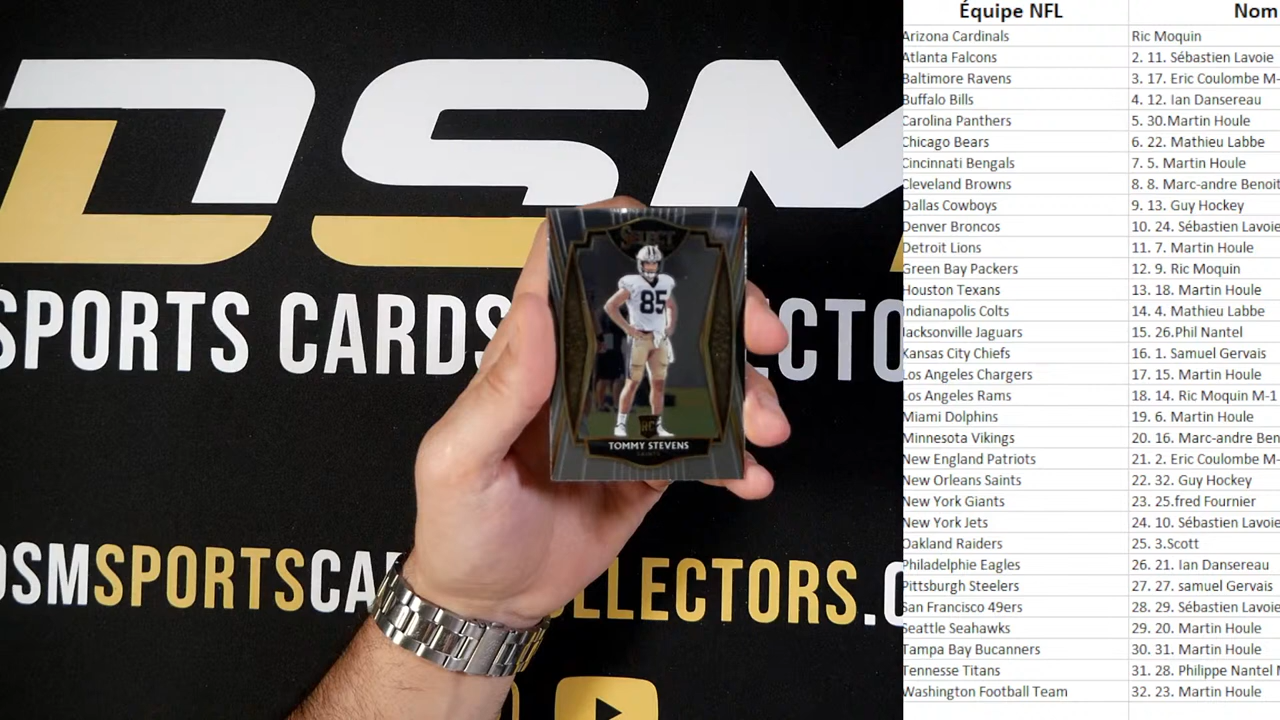 DSM
SPORTS CARDS
DSMSPORTSCA
LLECTORS.C
SELECT
85
RC
TOMMY STEVENS
SAINTS
Équipe NFL Nom
Arizona Cardinals Ric Moquin
Atlanta Falcons 2. 11. Sébastien Lavoie
Baltimore Ravens 3. 17. Eric Coulombe M-
Buffalo Bills 4. 12. Ian Dansereau
Carolina Panthers 5. 30.Martin Houle
Chicago Bears 6. 22. Mathieu Labbe
Cincinnati Bengals 7. 5. Martin Houle
Cleveland Browns 8. 8. Marc-andre Benoit
Dallas Cowboys 9. 13. Guy Hockey
Denver Broncos 10. 24. Sébastien Lavoie
Detroit Lions 11. 7. Martin Houle
Green Bay Packers 12. 9. Ric Moquin
Houston Texans 13. 18. Martin Houle
Indianapolis Colts 14. 4. Mathieu Labbe
Jacksonville Jaguars 15. 26.Phil Nantel
Kansas City Chiefs 16. 1. Samuel Gervais
Los Angeles Chargers 17. 15. Martin Houle
Los Angeles Rams 18. 14. Ric Moquin M-1
Miami Dolphins 19. 6. Martin Houle
Minnesota Vikings 20. 16. Marc-andre Ben
New England Patriots 21. 2. Eric Coulombe M-
New Orleans Saints 22. 32. Guy Hockey
New York Giants 23. 25.fred Fournier
New York Jets 24. 10. Sébastien Lavoie
Oakland Raiders 25. 3.Scott
Philadelphie Eagles 26. 21. Ian Dansereau
Pittsburgh Steelers 27. 27. samuel Gervais
San Francisco 49ers 28. 29. Sébastien Lavoie
Seattle Seahawks 29. 20. Martin Houle
Tampa Bay Bucanners 30. 31. Martin Houle
Tennesse Titans 31. 28. Philippe Nantel M
Washington Football Team 32. 23. Martin Houle